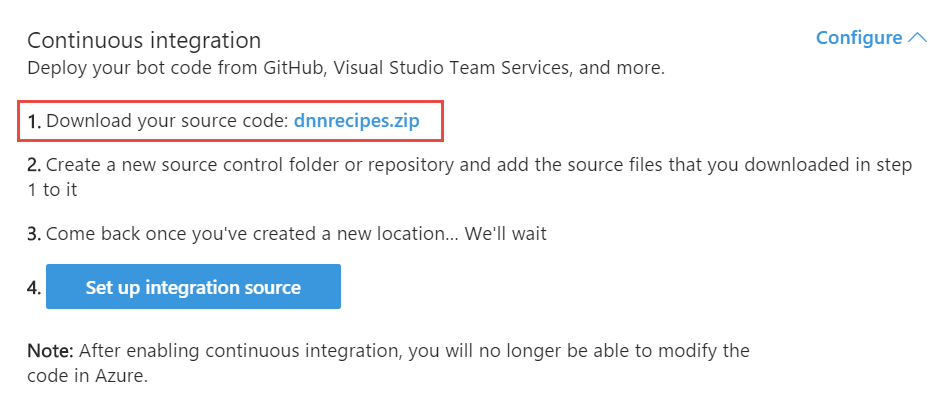 Continuous integration
Configure
Deploy your bot code from GitHub, Visual Studio Team Services, and more.
1. Download your source code: dnnrecipes.zip
2. Create a new source control folder or repository and add the source files that you downloaded in step
1 to it
3. Come back once you've created a new location... We'll wait
4. Set up integration source
Note: After enabling continuous integration, you will no longer be able to modify the
code in Azure.